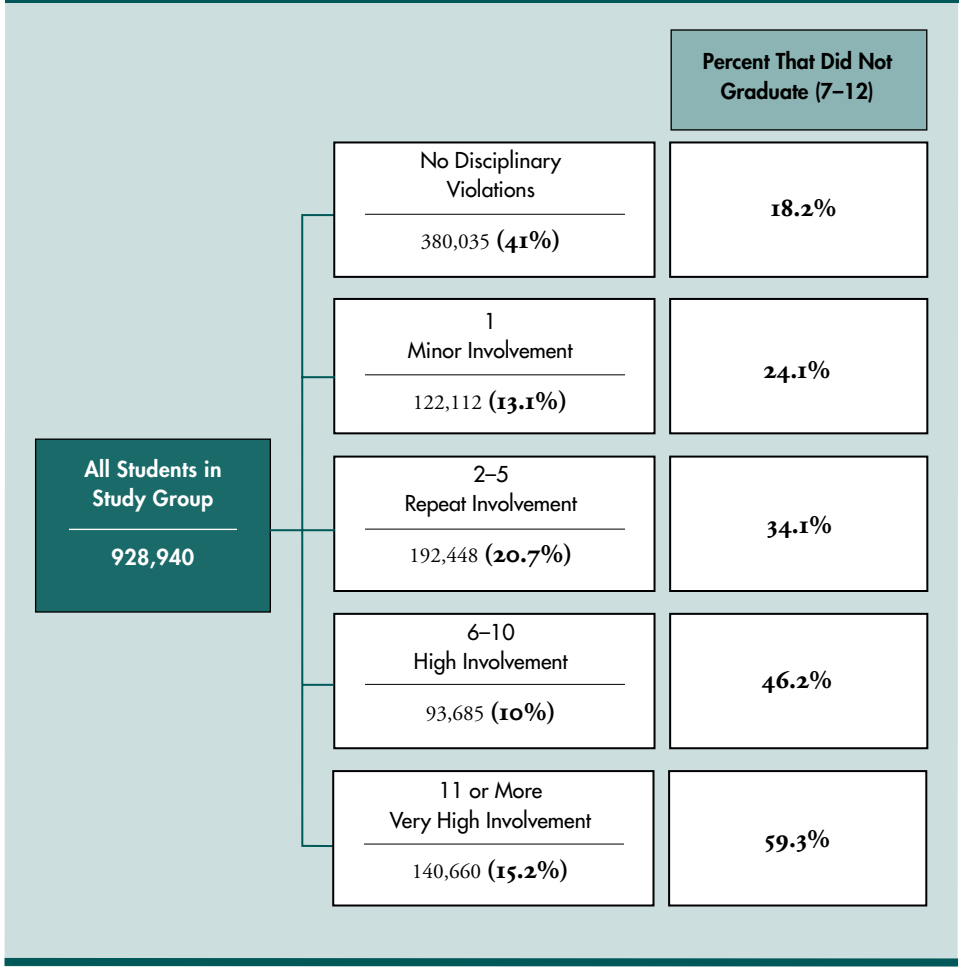 Percent That Did Not
Graduate (7–12)
No Disciplinary
Violations
380,035 (41%)
18.2%
1
Minor Involvement
122,112 (13.1%)
24.1%
All Students in
Study Group
928,940
2–5
Repeat Involvement
192,448 (20.7%)
34.1%
6–10
High Involvement
93,685 (10%)
46.2%
11 or More
Very High Involvement
140,660 (15.2%)
59.3%